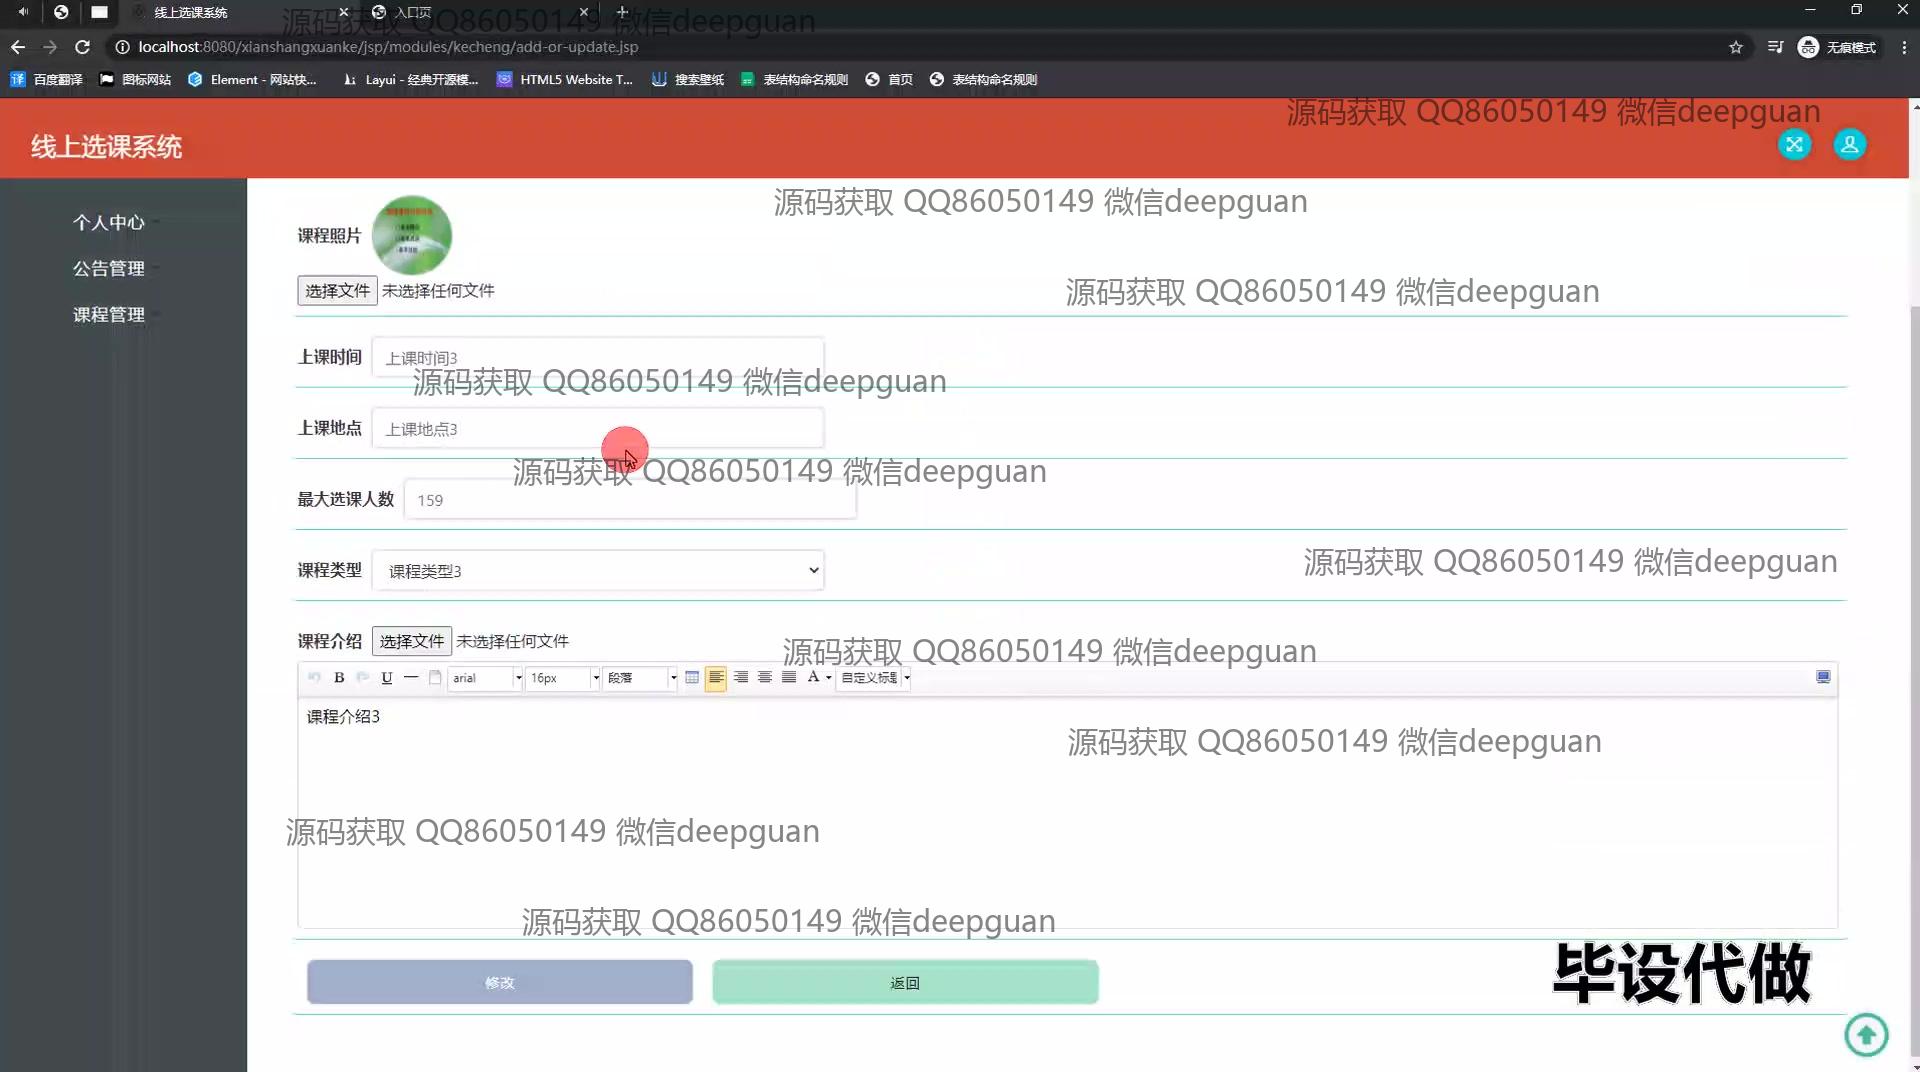 线上选课系统
入口页
localhost:8080/xianshangxuanke/jsp/modules/kecheng/add-or-update.jsp
无痕模式
百度翻译
图标网站
Element - 网站快...
Layui - 经典开源模...
HTML5 Website T...
搜索壁纸
表结构命名规则
首页
表结构命名规则
源码获取 QQ86050149 微信deepguan
源码获取 QQ86050149 微信deepguan
线上选课系统
个人中心
公告管理
课程管理
源码获取 QQ86050149 微信deepguan
课程照片
选择文件 未选择任何文件
源码获取 QQ86050149 微信deepguan
上课时间 上课时间3
源码获取 QQ86050149 微信deepguan
上课地点 上课地点3
源码获取 QQ86050149 微信deepguan
最大选课人数 159
源码获取 QQ86050149 微信deepguan
课程类型 课程类型3
课程介绍 选择文件 未选择任何文件
源码获取 QQ86050149 微信deepguan
B U arial 16px 段落 A 自定义标题
课程介绍3
源码获取 QQ86050149 微信deepguan
源码获取 QQ86050149 微信deepguan
源码获取 QQ86050149 微信deepguan
修改
返回
毕设代做